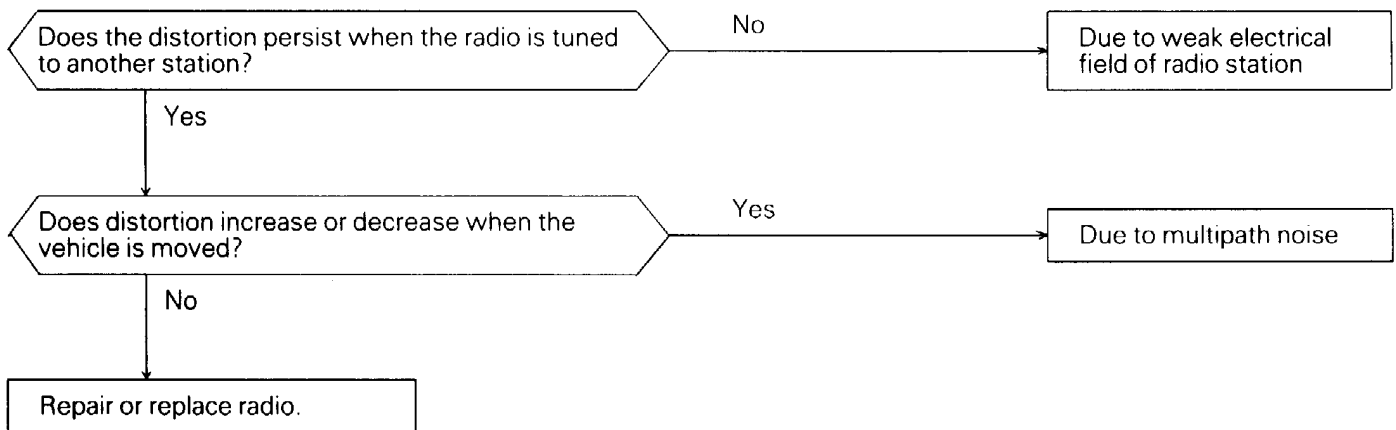 Does the distortion persist when the radio is tuned
to another station?
No
Due to weak electrical
field of radio station
Yes
Does distortion increase or decrease when the
vehicle is moved?
Yes
Due to multipath noise
No
Repair or replace radio.